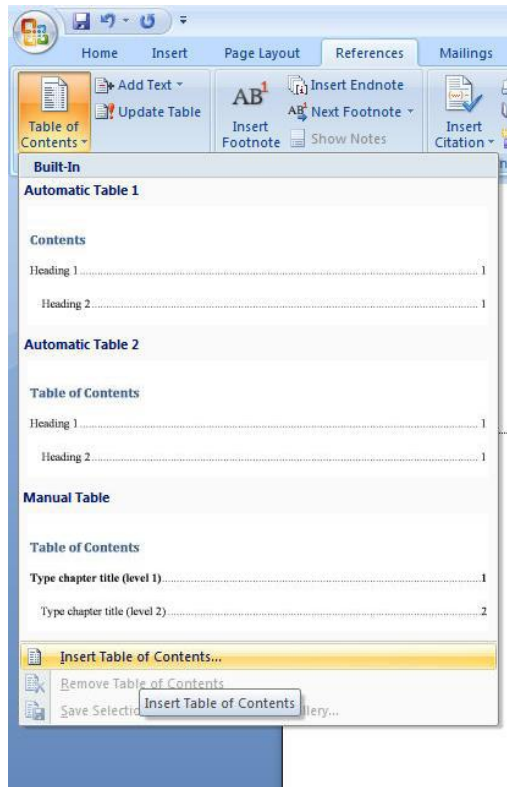 Home Insert Page Layout References Mailings
Table of Contents
Add Text
Update Table
AB1
Insert Footnote
Insert Endnote
AB Next Footnote
Show Notes
Insert Citation
Built-In
Automatic Table 1
Contents
Heading 1 1
Heading 2 1
Automatic Table 2
Table of Contents
Heading 1 1
Heading 2 1
Manual Table
Table of Contents
Type chapter title (level 1) 1
Type chapter title (level 2) 2
Insert Table of Contents...
Remove Table of Contents
Save Selectio
Insert Table of Contents
llery...